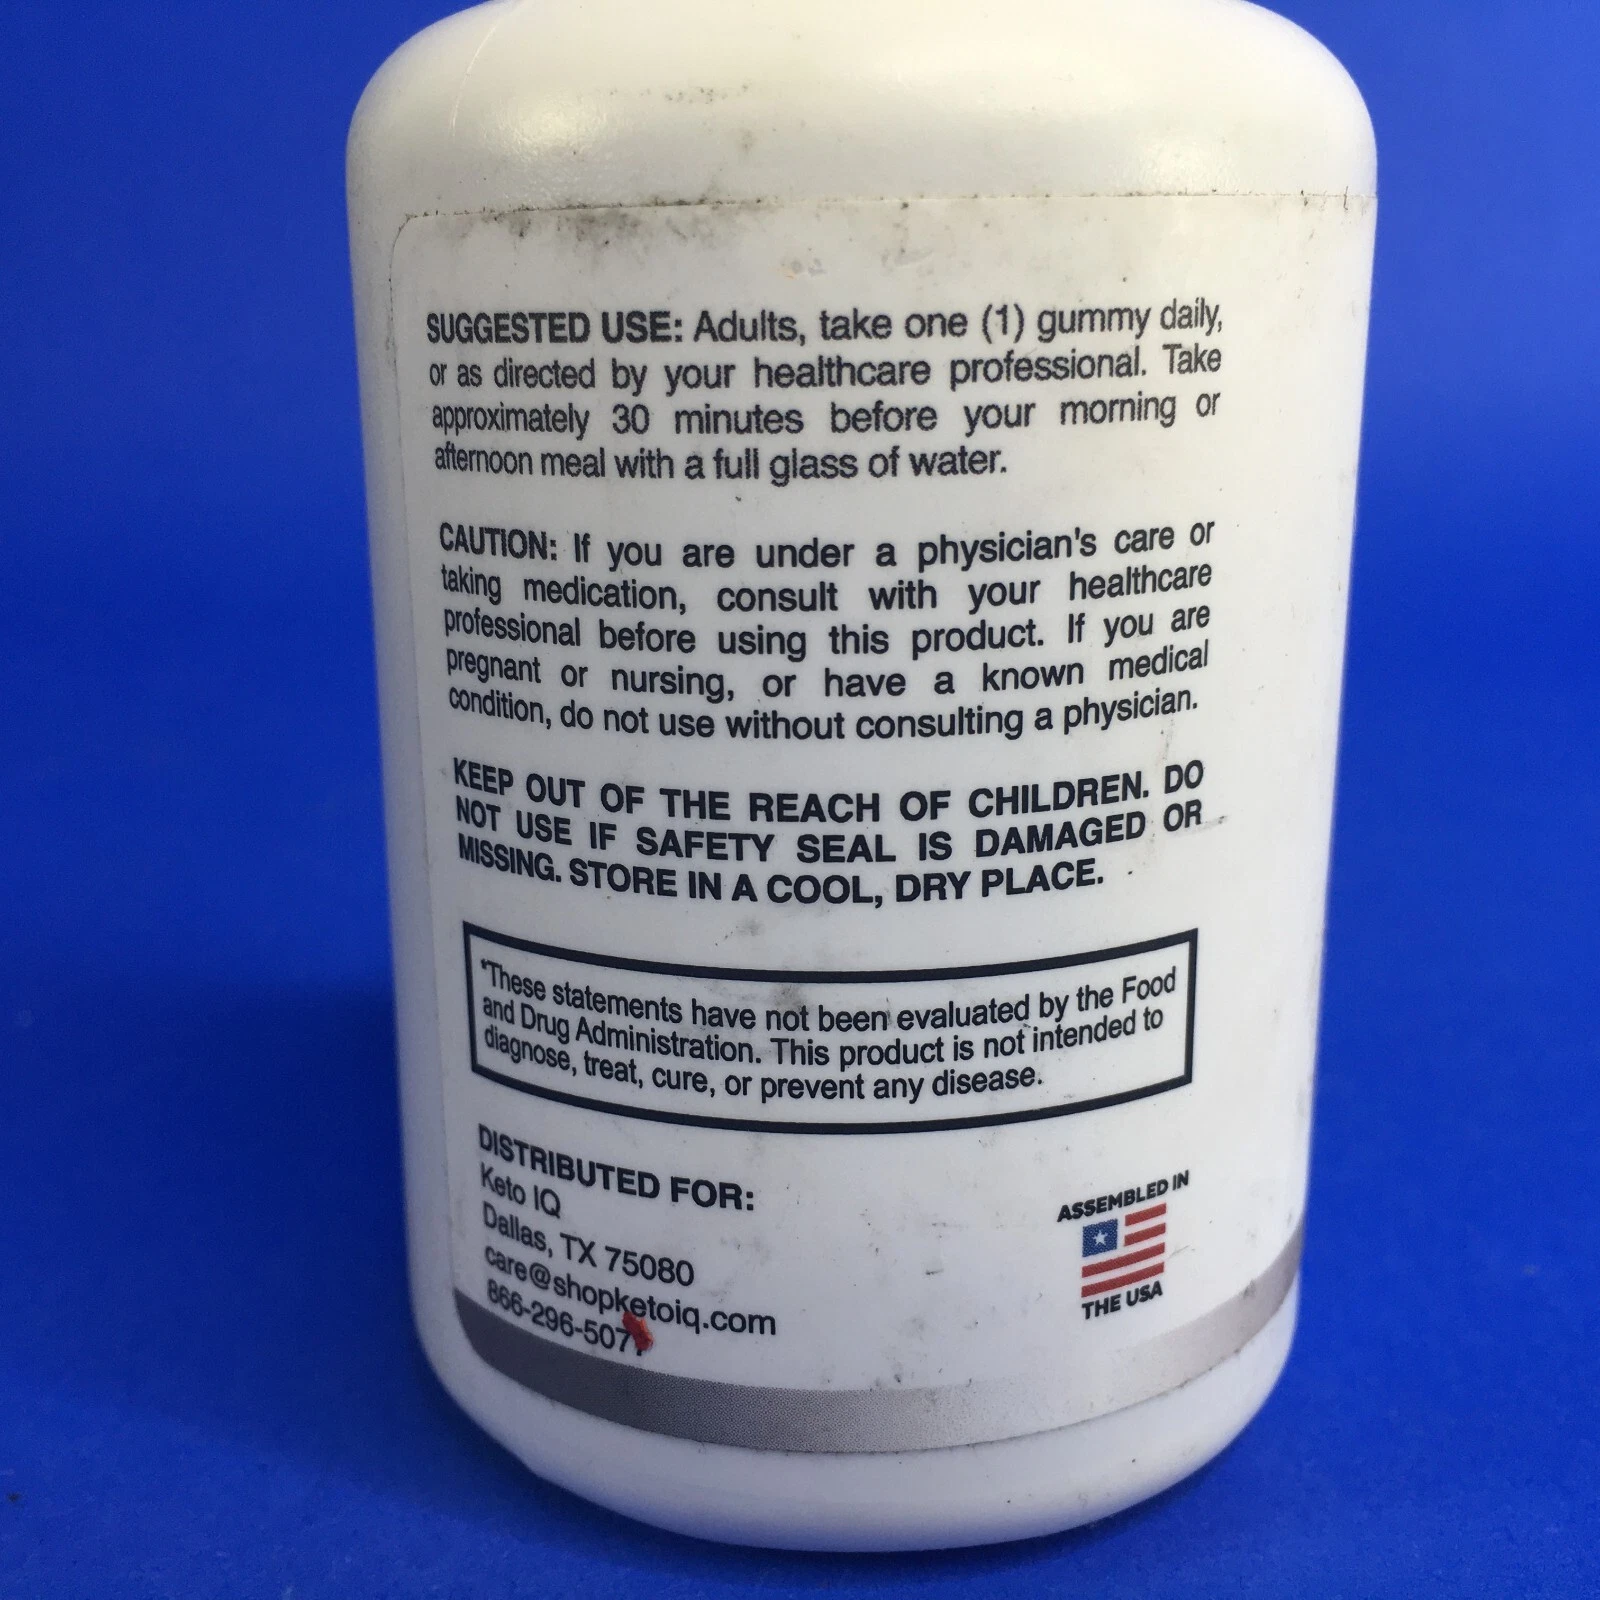 SUGGESTED USE: Adults, take one (1) gummy daily,
or as directed by your healthcare professional. Take
approximately 30 minutes before your morning or
afternoon meal with a full glass of water.
CAUTION: If you are under a physician's care or
taking medication, consult with your healthcare
professional before using this product. If you are
pregnant or nursing, or have a known medical
condition, do not use without consulting a physician.
KEEP OUT OF THE REACH OF CHILDREN. DO
NOT USE IF SAFETY SEAL IS DAMAGED OR
MISSING. STORE IN A COOL, DRY PLACE.
*These statements have not been evaluated by the Food
and Drug Administration. This product is not intended to
diagnose, treat, cure, or prevent any disease.
DISTRIBUTED FOR:
Keto IQ
Dallas, TX 75080
care@shopketoiq.com
ASSEMBLED IN
THE USA